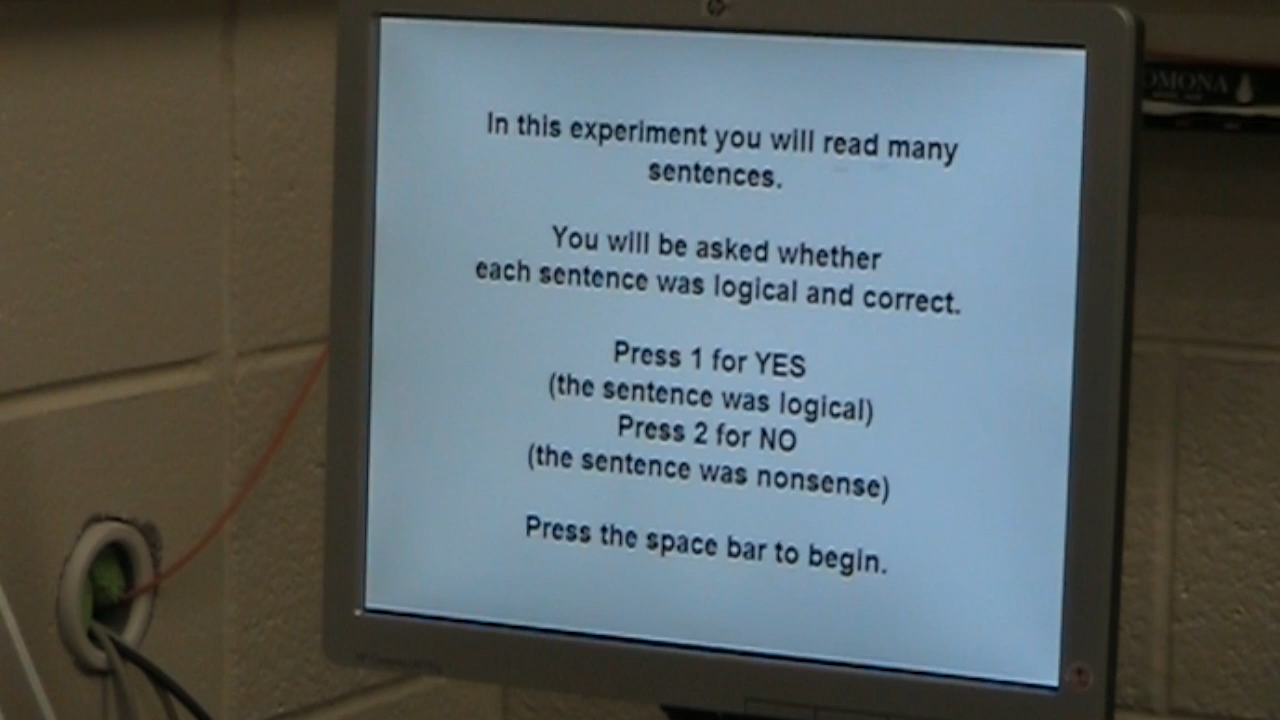 In this experiment you will read many
sentences.
You will be asked whether
each sentence was logical and correct.
Press 1 for YES
(the sentence was logical)
Press 2 for NO
(the sentence was nonsense)
Press the space bar to begin.
OMONA